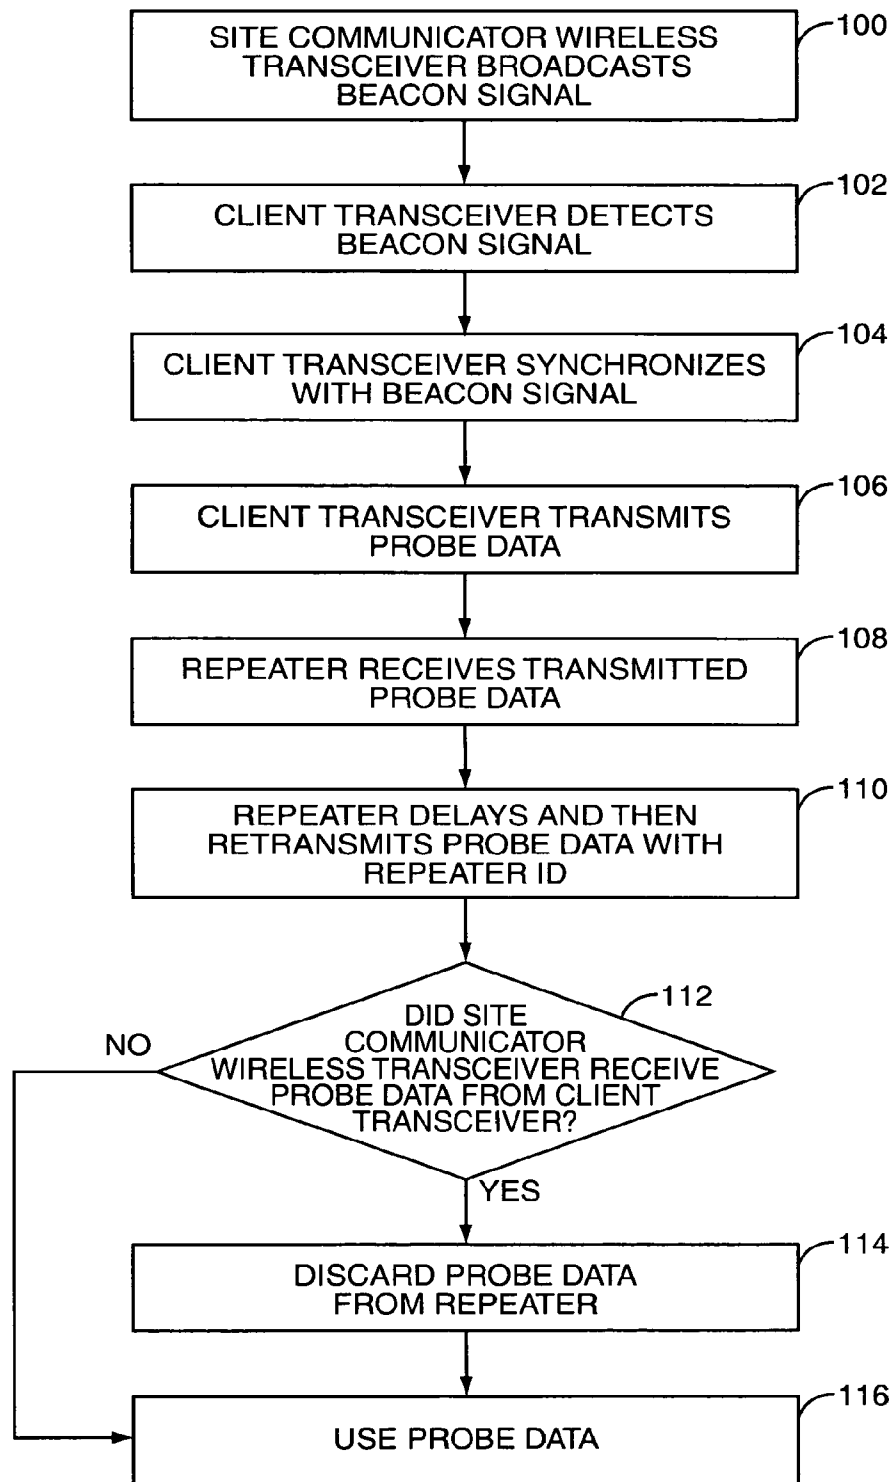 100
SITE COMMUNICATOR WIRELESS
TRANSCEIVER BROADCASTS
BEACON SIGNAL
102
CLIENT TRANSCEIVER DETECTS
BEACON SIGNAL
104
CLIENT TRANSCEIVER SYNCHRONIZES
WITH BEACON SIGNAL
106
CLIENT TRANSCEIVER TRANSMITS
PROBE DATA
108
REPEATER RECEIVES TRANSMITTED
PROBE DATA
110
REPEATER DELAYS AND THEN
RETRANSMITS PROBE DATA WITH
REPEATER ID
112
DID SITE
COMMUNICATOR
WIRELESS TRANSCEIVER RECEIVE
PROBE DATA FROM CLIENT
TRANSCEIVER?
NO
YES
114
DISCARD PROBE DATA
FROM REPEATER
116
USE PROBE DATA